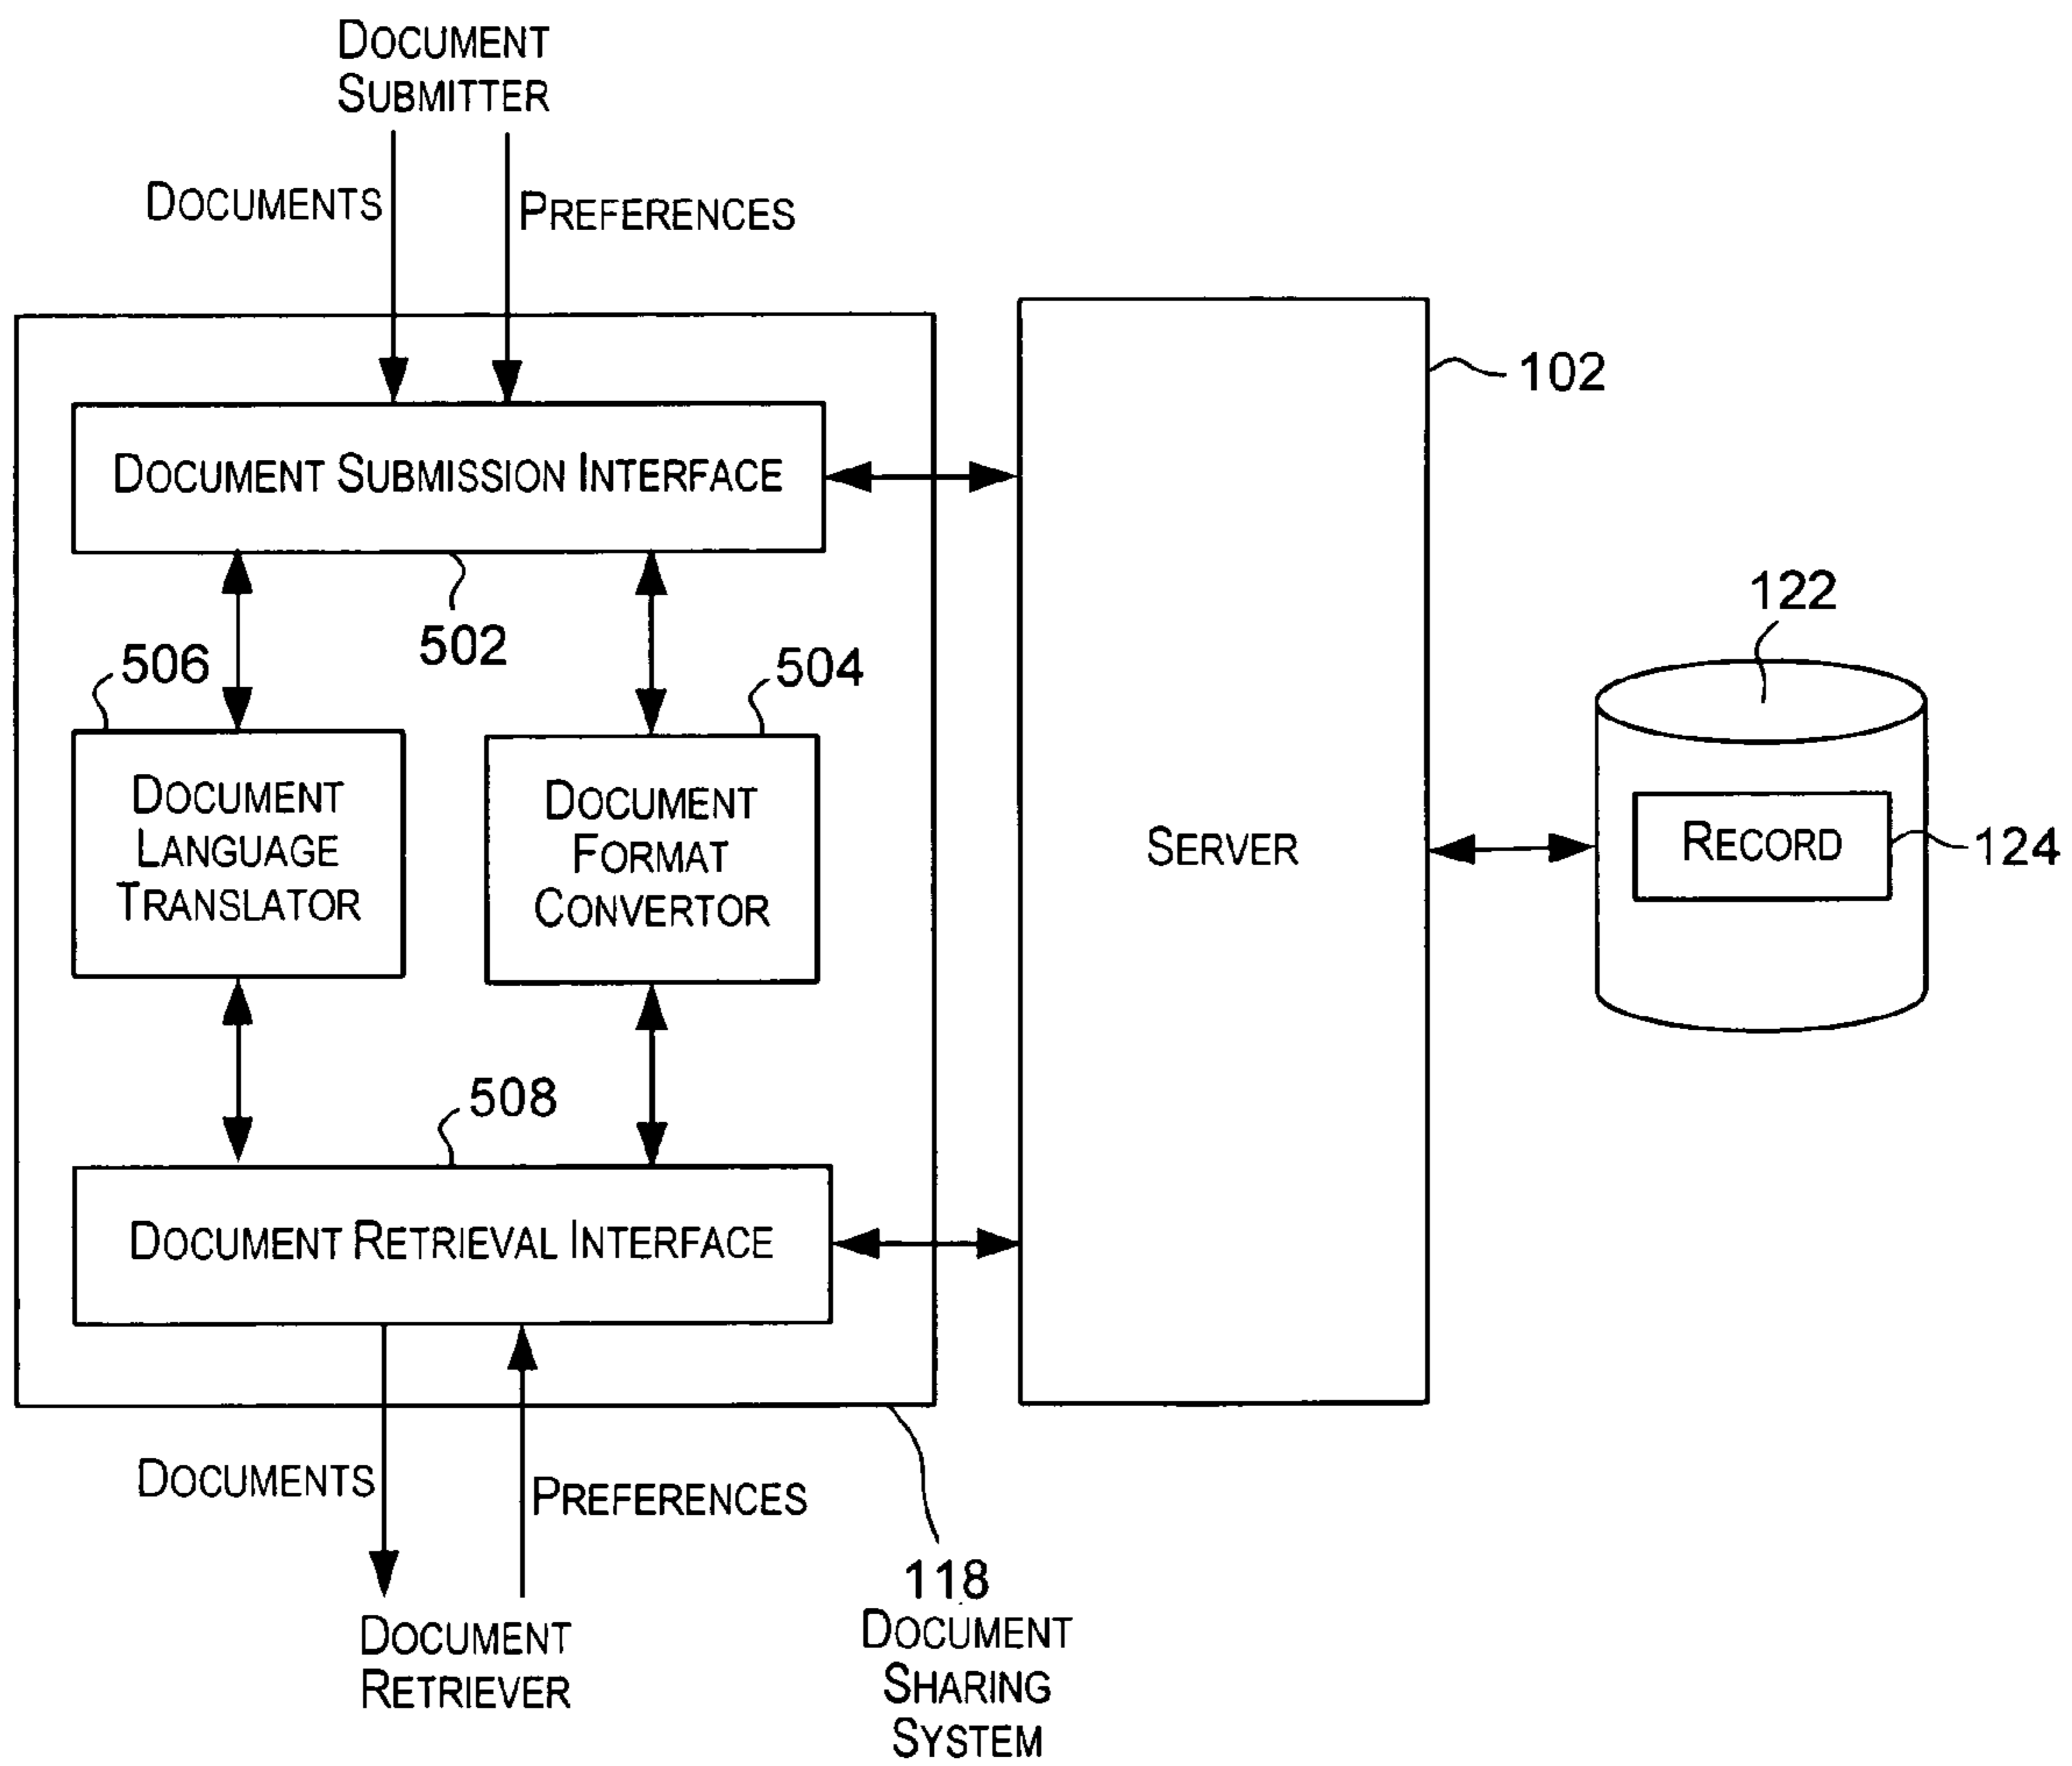 DOCUMENT
SUBMITTER
DOCUMENTS
PREFERENCES
102
DOCUMENT SUBMISSION INTERFACE
122
502
506
504
DOCUMENT
LANGUAGE
TRANSLATOR
DOCUMENT
FORMAT
CONVERTOR
SERVER
RECORD
124
508
DOCUMENT RETRIEVAL INTERFACE
DOCUMENTS
PREFERENCES
118
DOCUMENT
SHARING
SYSTEM
DOCUMENT
RETRIEVER